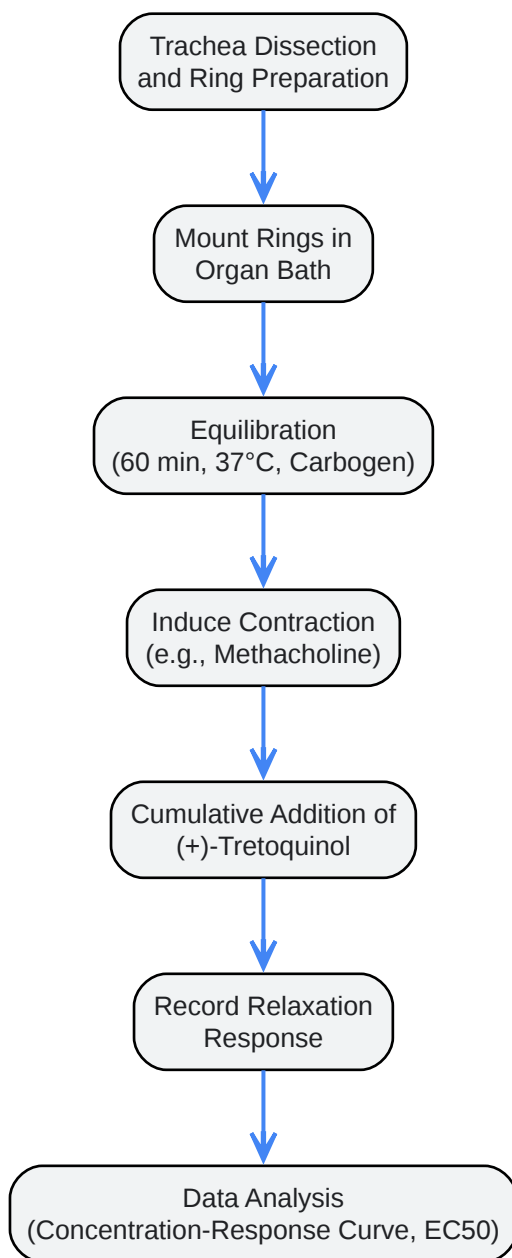 Trachea Dissection
and Ring Preparation
Mount Rings in
Organ Bath
Equilibration
(60 min, 37°C, Carbogen)
Induce Contraction
(e.g., Methacholine)
Cumulative Addition of
(+)-Tretoquinol
Record Relaxation
Response
Data Analysis
(Concentration-Response Curve, EC50)